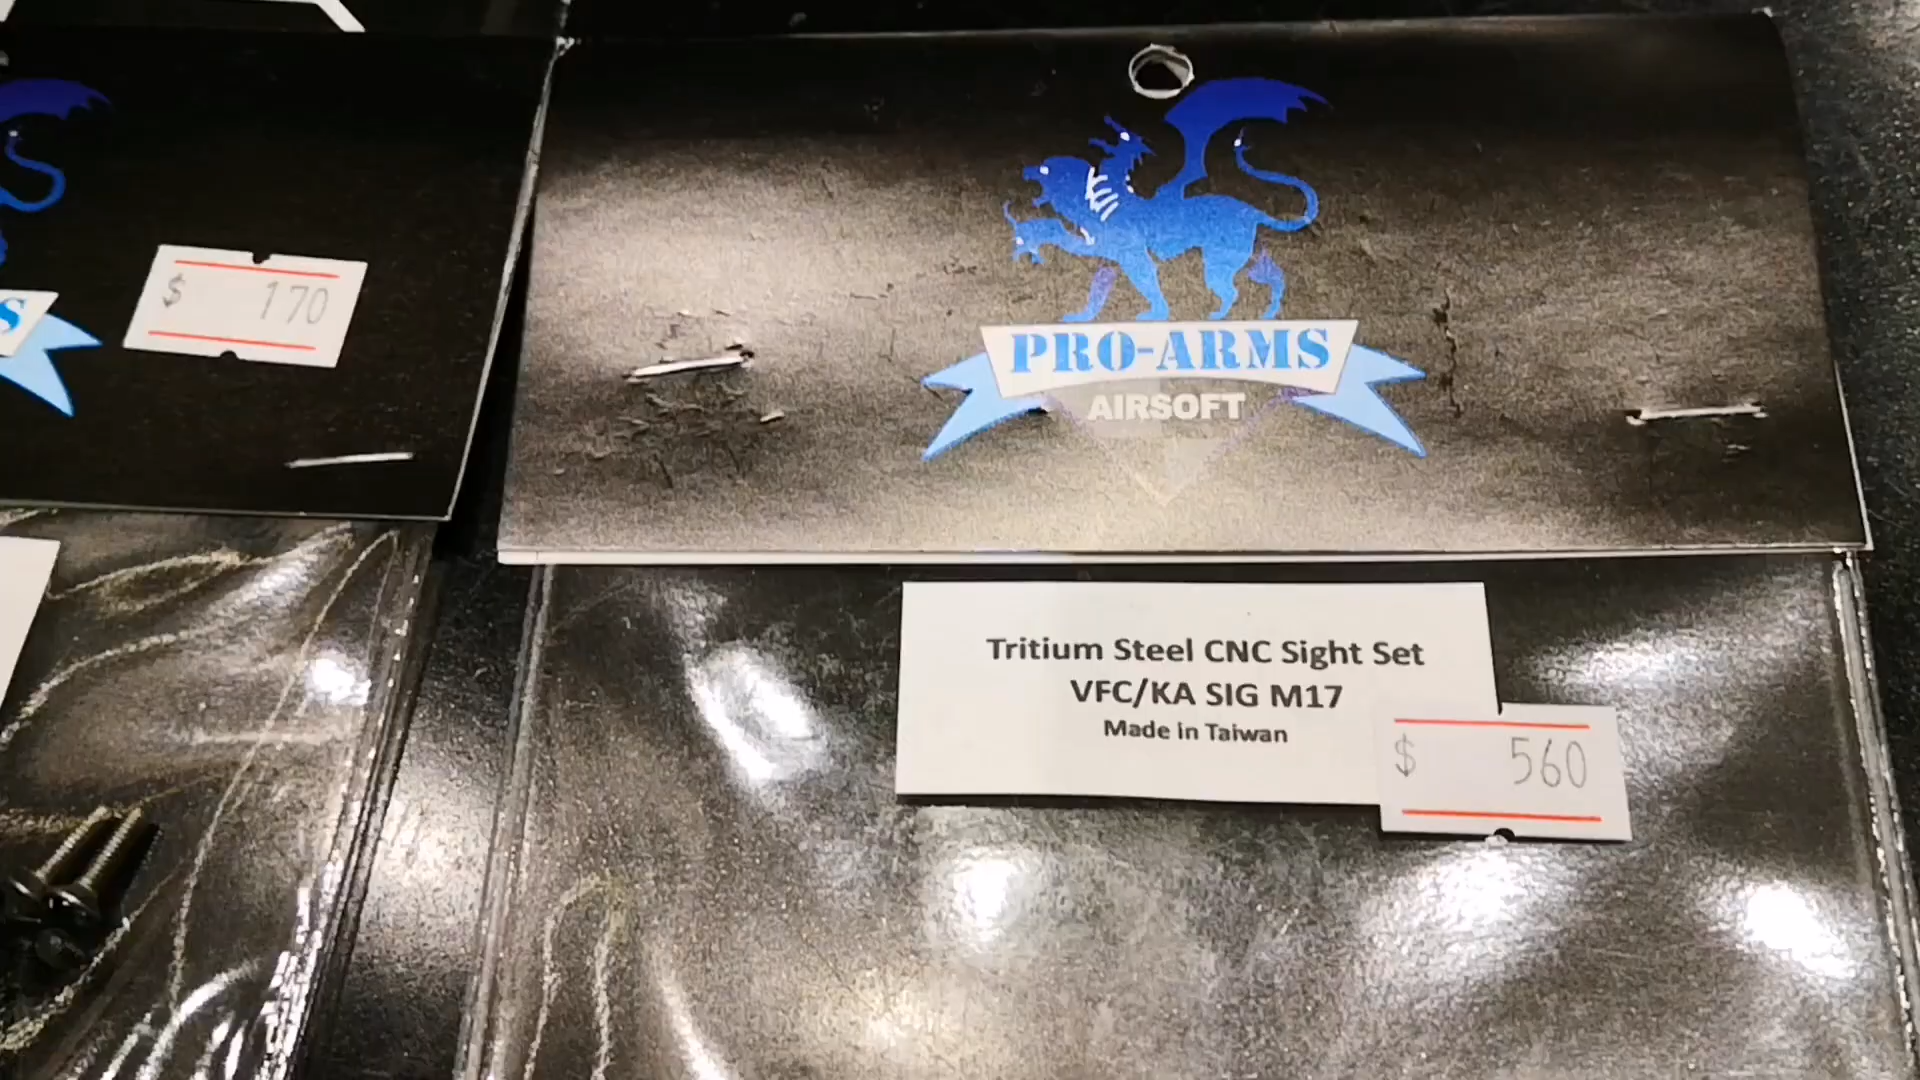 $ 170
S
PRO-ARMS
AIRSOFT
Tritium Steel CNC Sight Set
VFC/KA SIG M17
Made in Taiwan
$ 560